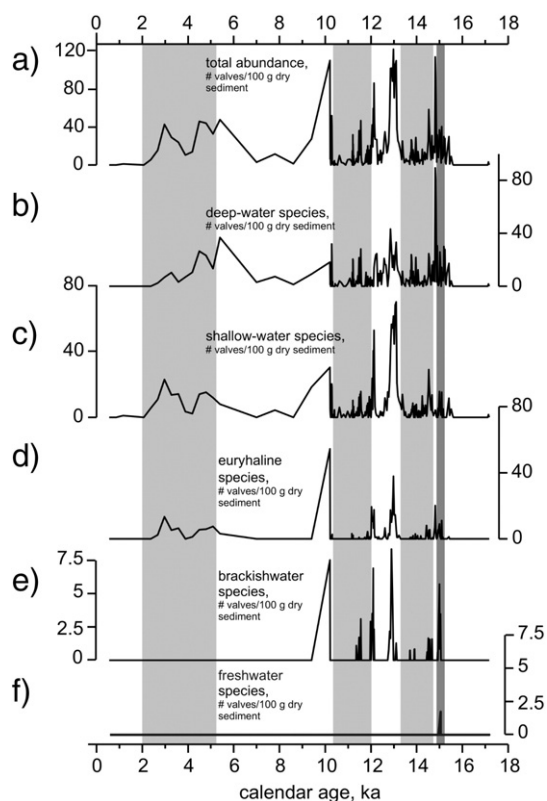 0 2 4 6 8 10 12 14 16 18
a)
120
80
40
0
total abundance,
# valves/100 g dry
sediment
b)
80
40
0
deep-water species,
# valves/100 g dry sediment
c)
80
40
0
shallow-water species,
# valves/100 g dry sediment
d)
80
40
0
euryhaline
species,
# valves/100 g dry
sediment
e)
7.5
5
2.5
0
brackishwater
species,
# valves/100 g dry
sediment
f)
7.5
5
2.5
0
freshwater
species,
# valves/100 g dry
sediment
0 2 4 6 8 10 12 14 16 18
calendar age, ka